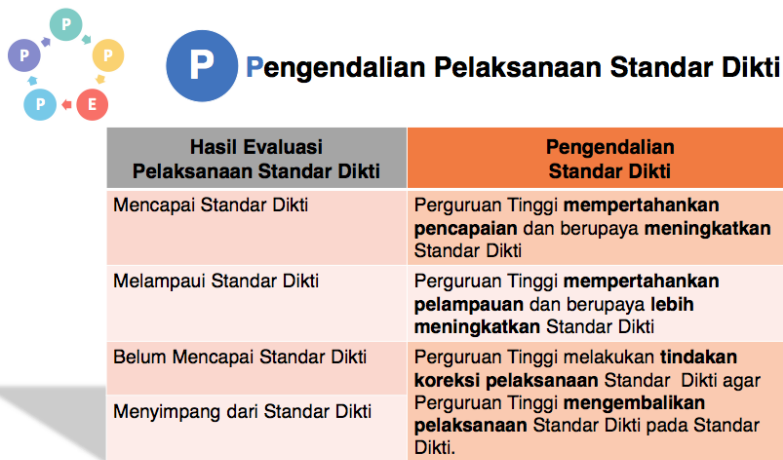 P
P
P
P
E
P
Pengendalian Pelaksanaan Standar Dikti
Hasil Evaluasi
Pelaksanaan Standar Dikti
Pengendalian
Standar Dikti
Mencapai Standar Dikti
Perguruan Tinggi mempertahankan
pencapaian dan berupaya meningkatkan
Standar Dikti
Melampaui Standar Dikti
Perguruan Tinggi mempertahankan
pelampauan dan berupaya lebih
meningkatkan Standar Dikti
Belum Mencapai Standar Dikti
Menyimpang dari Standar Dikti
Perguruan Tinggi melakukan tindakan
koreksi pelaksanaan Standar Dikti agar
Perguruan Tinggi mengembalikan
pelaksanaan Standar Dikti pada Standar
Dikti.